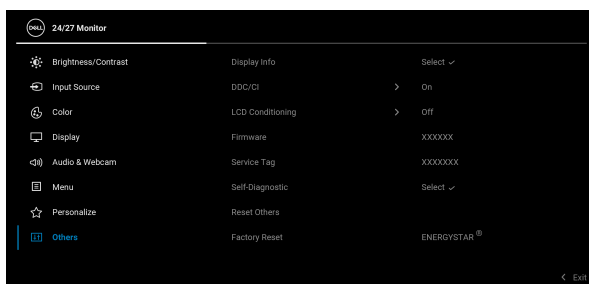 DELL 24/27 Monitor
Brightness/Contrast Display Info Select ✓
Input Source DDC/CI > On
Color LCD Conditioning > Off
Display Firmware XXXXXX
Audio & Webcam Service Tag XXXXXXX
Menu Self-Diagnostic Select ✓
Personalize Reset Others
Others Factory Reset ENERGYSTAR ®
< Exit